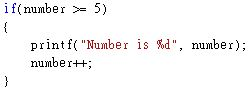 if(number >= 5)
{
    printf("Number is %d", number);
    number++;
}